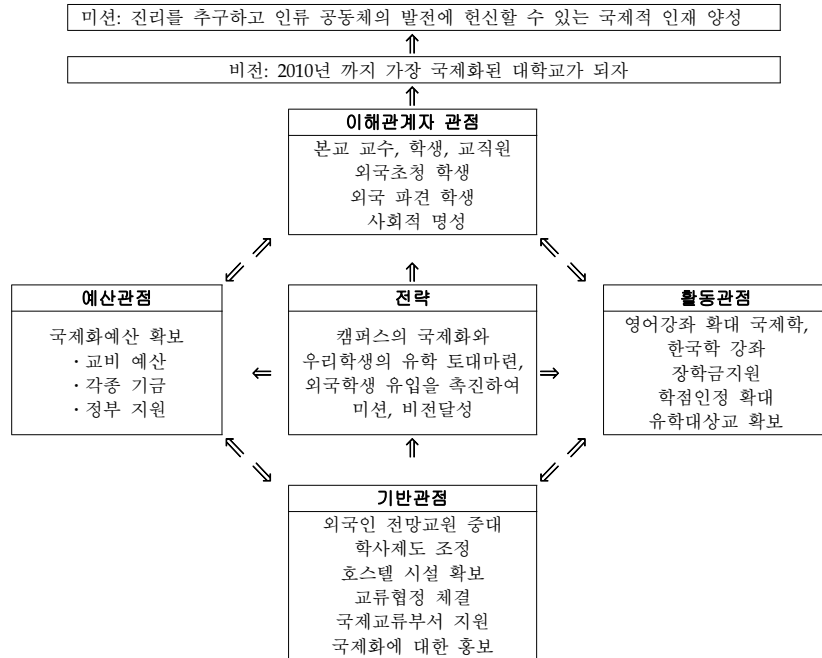 미션: 진리를 추구하고 인류 공동체의 발전에 헌신할 수 있는 국제적 인재 양성
비전: 2010년 까지 가장 국제화된 대학교가 되자
이해관계자 관점
본교 교수, 학생, 교직원
외국초청 학생
외국 파견 학생
사회적 명성
예산관점
국제화예산 확보
· 교비 예산
· 각종 기금
· 정부 지원
전략
캠퍼스의 국제화와
우리학생의 유학 토대마련,
외국학생 유입을 촉진하여
미션, 비전달성
활동관점
영어강좌 확대 국제학,
한국학 강좌
장학금지원
학점인정 확대
유학대상교 확보
기반관점
외국인 전망교원 중대
학사제도 조정
호스텔 시설 확보
교류협정 체결
국제교류부서 지원
국제화에 대한 홍보